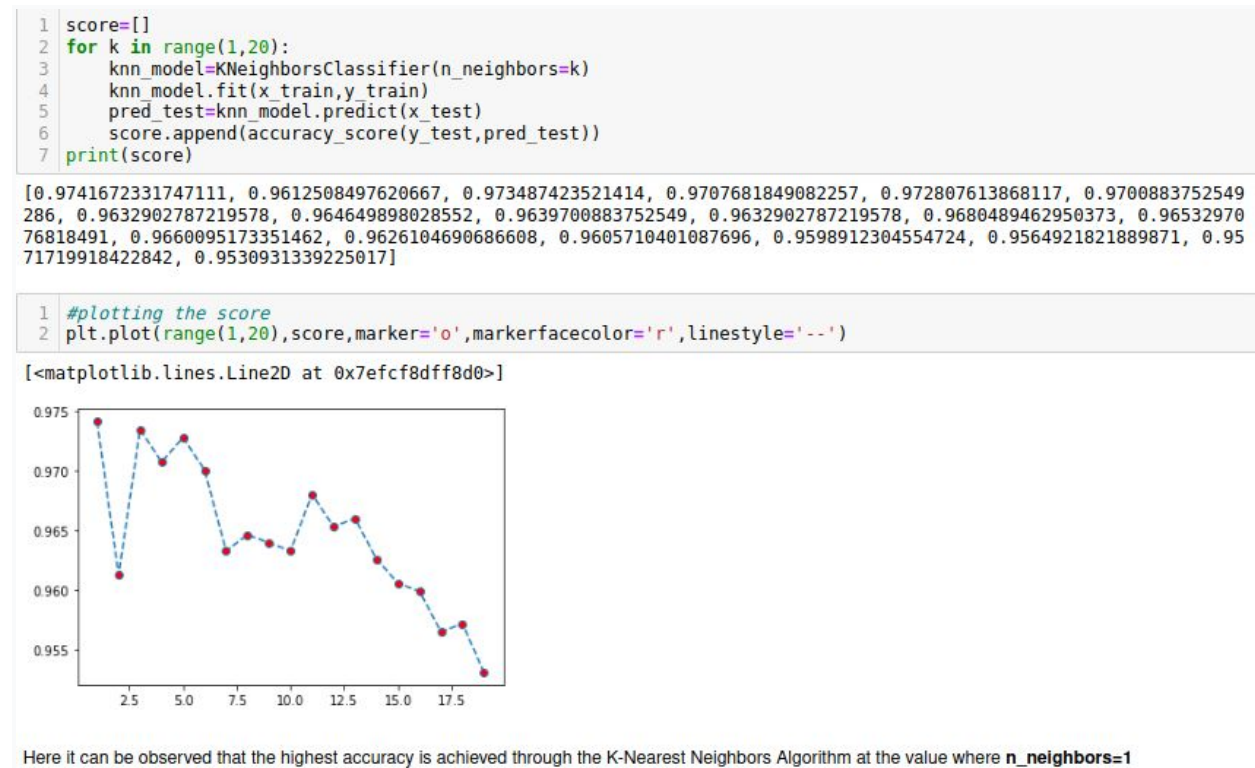 1 score=[]
2 for k in range(1,20):
3     knn_model=KNeighborsClassifier(n_neighbors=k)
4     knn_model.fit(x_train,y_train)
5     pred_test=knn_model.predict(x_test)
6     score.append(accuracy_score(y_test,pred_test))
7 print(score)
[0.9741672331747111, 0.9612508497620667, 0.973487423521414, 0.9707681849082257, 0.972807613868117, 0.9700883752549
286, 0.9632902787219578, 0.964649898028552, 0.9639700883752549, 0.9632902787219578, 0.9680489462950373, 0.96532970
76818491, 0.9660095173351462, 0.9626104690686608, 0.9605710401087696, 0.9598912304554724, 0.9564921821889871, 0.95
71719918422842, 0.9530931339225017]
1 #plotting the score
2 plt.plot(range(1,20),score,marker='o',markerfacecolor='r',linestyle='--')
[<matplotlib.lines.Line2D at 0x7efcf8dff8d0>]
0.975
0.970
0.965
0.960
0.955
2.5 5.0 7.5 10.0 12.5 15.0 17.5
Here it can be observed that the highest accuracy is achieved through the K-Nearest Neighbors Algorithm at the value where n_neighbors=1